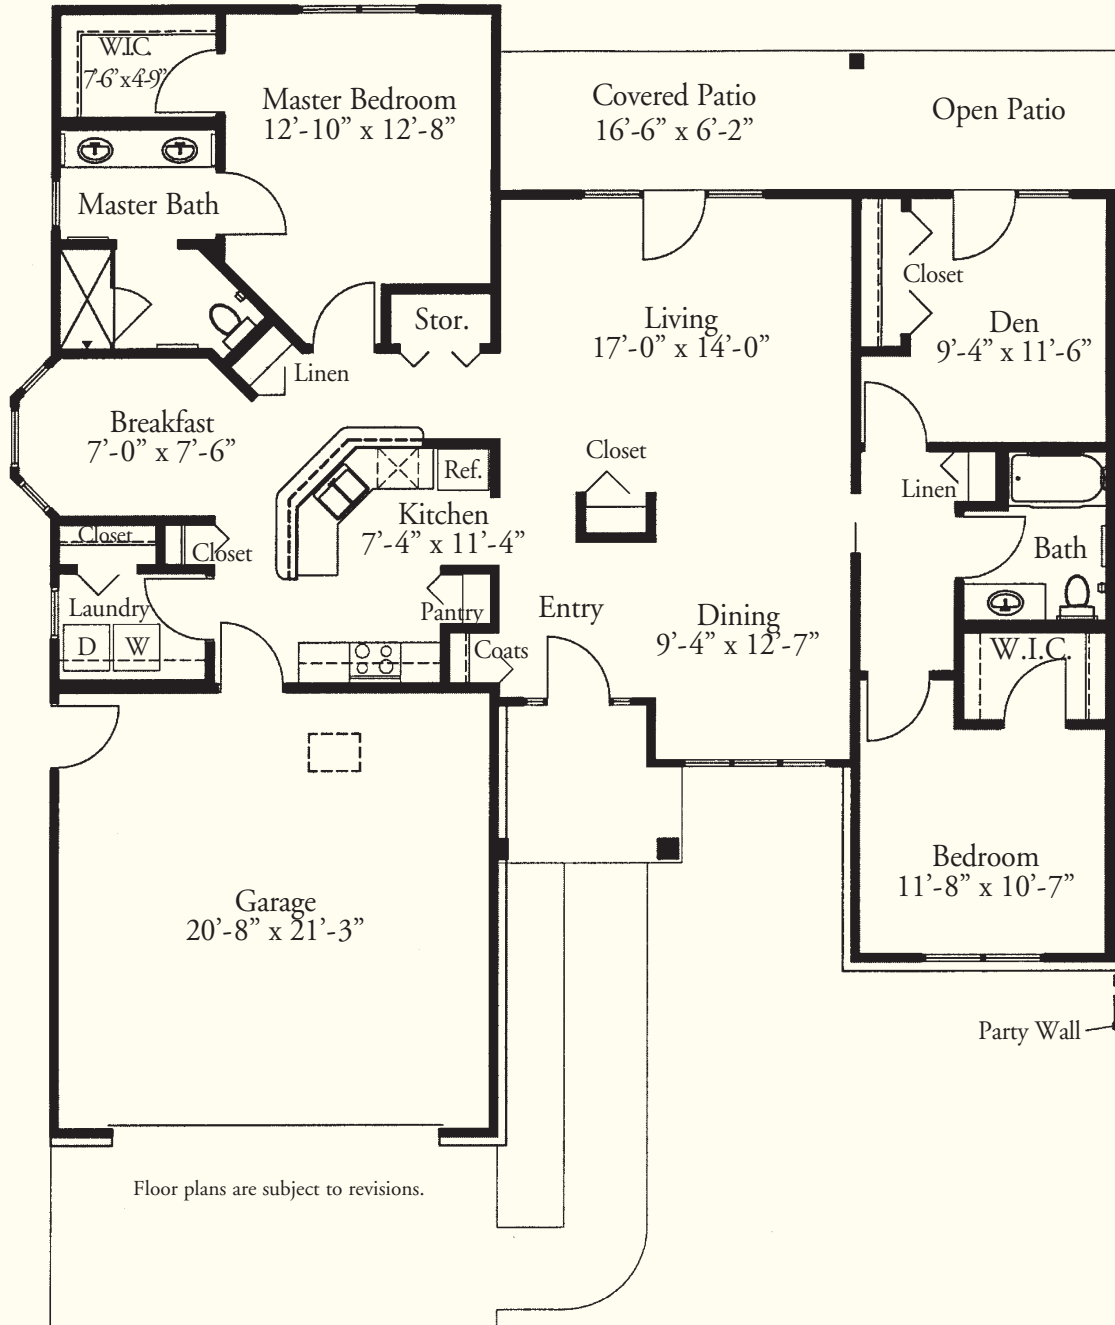 W.I.C.
7'-6"x4'-9"
Master Bedroom
12'-10” x 12'-8”
Covered Patio
16'-6” x 6'-2”
Open Patio
Master Bath
Closet
Stor.
Living
17'-0” x 14'-0”
Den
9'-4” x 11'-6”
Linen
Breakfast
7'-0” x 7'-6”
Closet
Ref.
Linen
Kitchen
7'-4” x 11'-4”
Closet
Closet
Bath
Laundry
Pantry
Entry
Dining
9'-4” x 12'-7”
D
W
Coats
W.I.C.
Bedroom
11'-8” x 10'-7”
Garage
20'-8” x 21'-3”
Party Wall
Floor plans are subject to revisions.